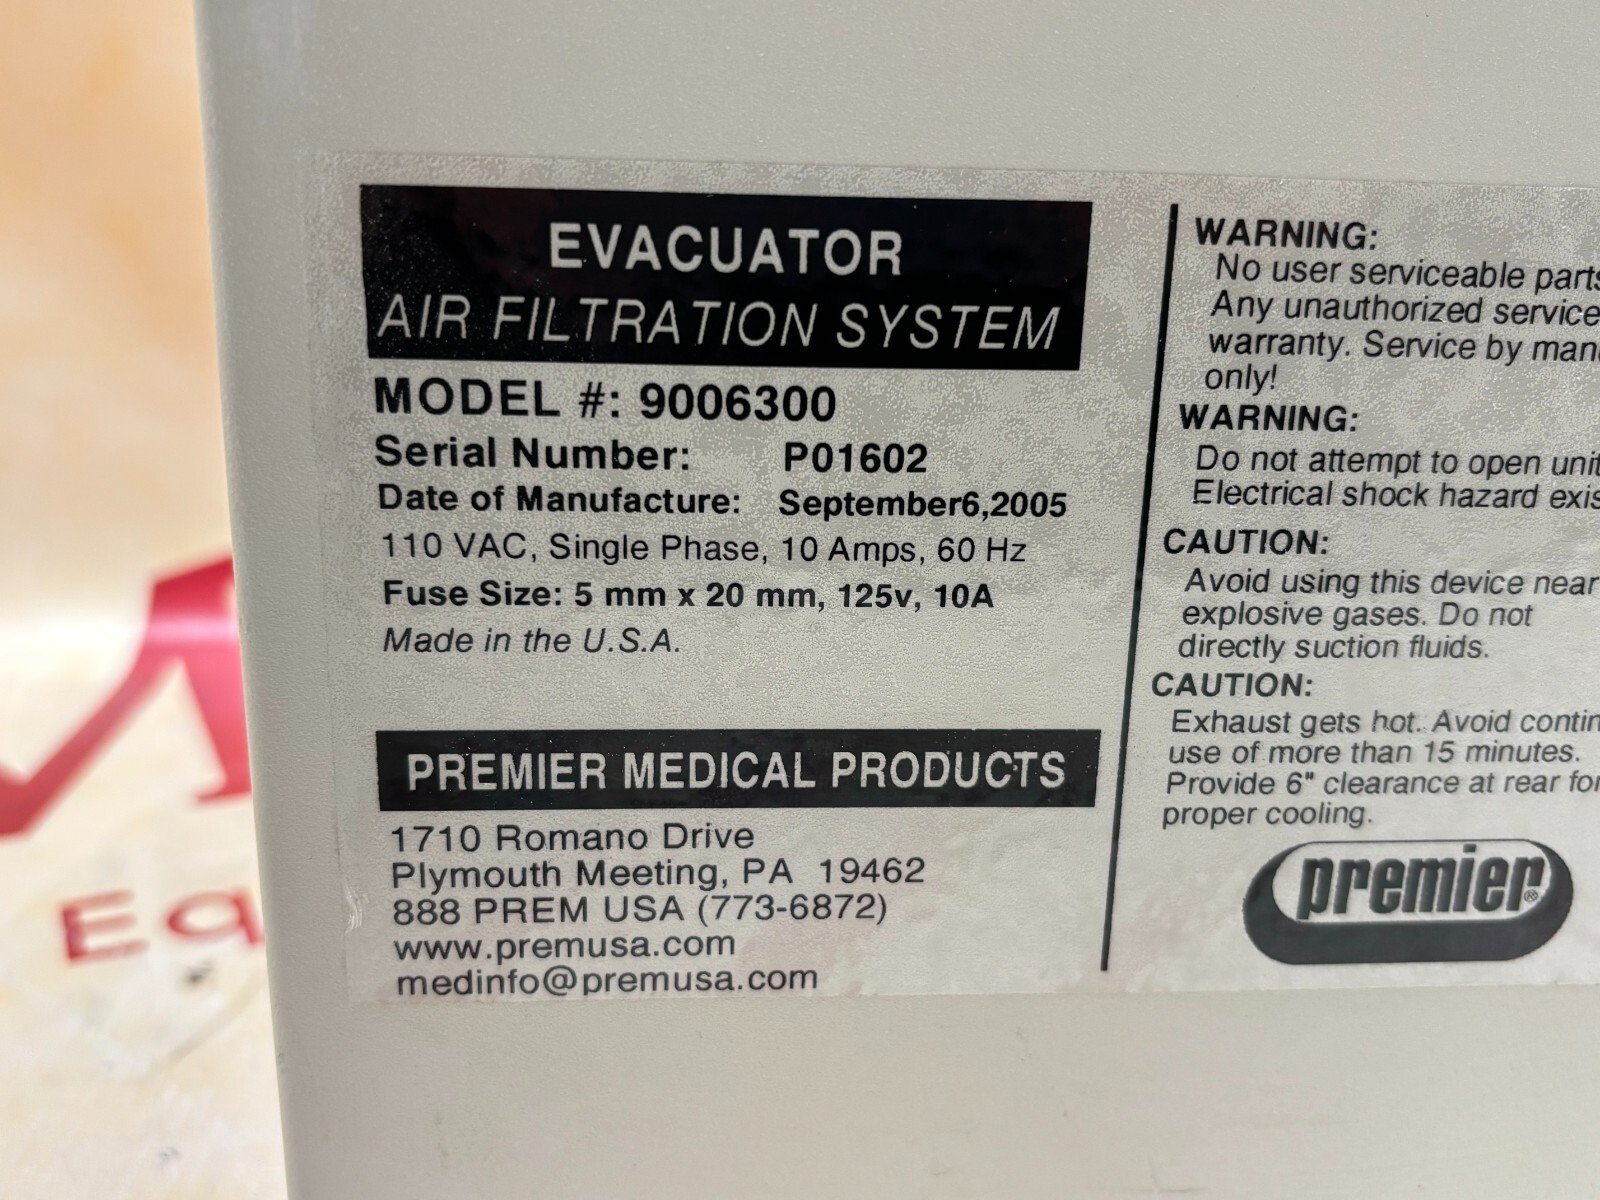 EVACUATOR
AIR FILTRATION SYSTEM
MODEL #: 9006300
Serial Number: P01602
Date of Manufacture: September6,2005
110 VAC, Single Phase, 10 Amps, 60 Hz
Fuse Size: 5 mm x 20 mm, 125v, 10A
Made in the U.S.A.
PREMIER MEDICAL PRODUCTS
1710 Romano Drive
Plymouth Meeting, PA 19462
888 PREM USA (773-6872)
www.premusa.com
medinfo@premusa.com
WARNING:
No user serviceable parts
Any unauthorized service
warranty. Service by
only!
WARNING:
Do not attempt to open unit
Electrical shock hazard
CAUTION:
Avoid using this device near
explosive gases. Do not
directly suction fluids.
CAUTION:
Exhaust gets hot. Avoid
use of more than 15 minutes.
Provide 6" clearance at rear for
proper cooling.
premier®